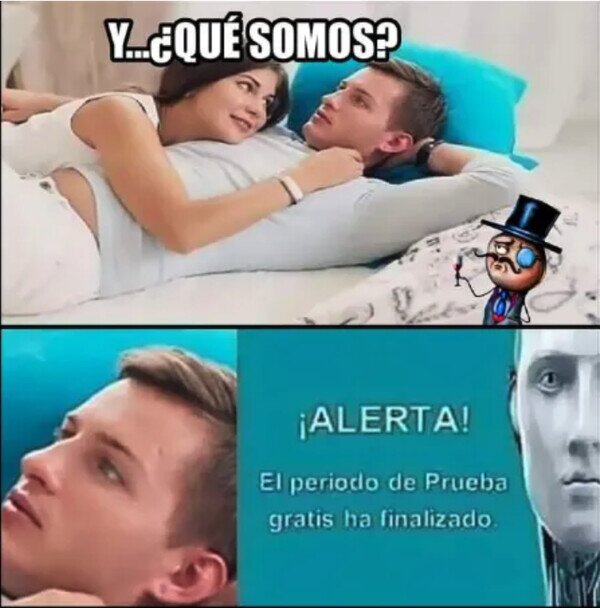 Y...¿QUÉ SOMOS?
¡ALERTA!
El periodo de Prueba
gratis ha finalizado.